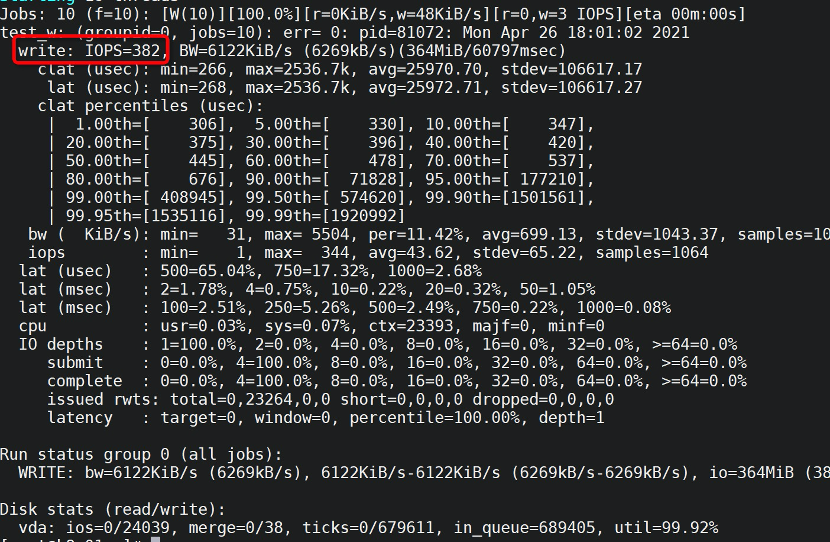 Jobs: 10 (f=10): [W(10)][100.0%][r=0KiB/s,w=48KiB/s][r=0,w=3 IOPS][eta 00m:00s]
test_w: (groupid=0, jobs=10): err= 0: pid=81072: Mon Apr 26 18:01:02 2021
  write: IOPS=382, BW=6122KiB/s (6269kB/s)(364MiB/60797msec)
    clat (usec): min=266, max=2536.7k, avg=25970.70, stdev=106617.17
     lat (usec): min=268, max=2536.7k, avg=25972.71, stdev=106617.27
    clat percentiles (usec):
     |  1.00th=[    306],  5.00th=[    330], 10.00th=[    347],
     | 20.00th=[    375], 30.00th=[    396], 40.00th=[    420],
     | 50.00th=[    445], 60.00th=[    478], 70.00th=[    537],
     | 80.00th=[    676], 90.00th=[  71828], 95.00th=[ 177210],
     | 99.00th=[ 408945], 99.50th=[ 574620], 99.90th=[1501561],
     | 99.95th=[1535116], 99.99th=[1920992]
   bw (  KiB/s): min=   31, max= 5504, per=11.42%, avg=699.13, stdev=1043.37, samples=10
   iops        : min=    1, max=  344, avg=43.62, stdev=65.22, samples=1064
  lat (usec)   : 500=65.04%, 750=17.32%, 1000=2.68%
  lat (msec)   : 2=1.78%, 4=0.75%, 10=0.22%, 20=0.32%, 50=1.05%
  lat (msec)   : 100=2.51%, 250=5.26%, 500=2.49%, 750=0.22%, 1000=0.08%
  cpu          : usr=0.03%, sys=0.07%, ctx=23393, majf=0, minf=0
  IO depths    : 1=100.0%, 2=0.0%, 4=0.0%, 8=0.0%, 16=0.0%, 32=0.0%, >=64=0.0%
     submit    : 0=0.0%, 4=100.0%, 8=0.0%, 16=0.0%, 32=0.0%, 64=0.0%, >=64=0.0%
     complete  : 0=0.0%, 4=100.0%, 8=0.0%, 16=0.0%, 32=0.0%, 64=0.0%, >=64=0.0%
     issued rwts: total=0,23264,0,0 short=0,0,0,0 dropped=0,0,0,0
     latency   : target=0, window=0, percentile=100.00%, depth=1

Run status group 0 (all jobs):
  WRITE: bw=6122KiB/s (6269kB/s), 6122KiB/s-6122KiB/s (6269kB/s-6269kB/s), io=364MiB (38

Disk stats (read/write):
  vda: ios=0/24039, merge=0/38, ticks=0/679611, in_queue=689405, util=99.92%